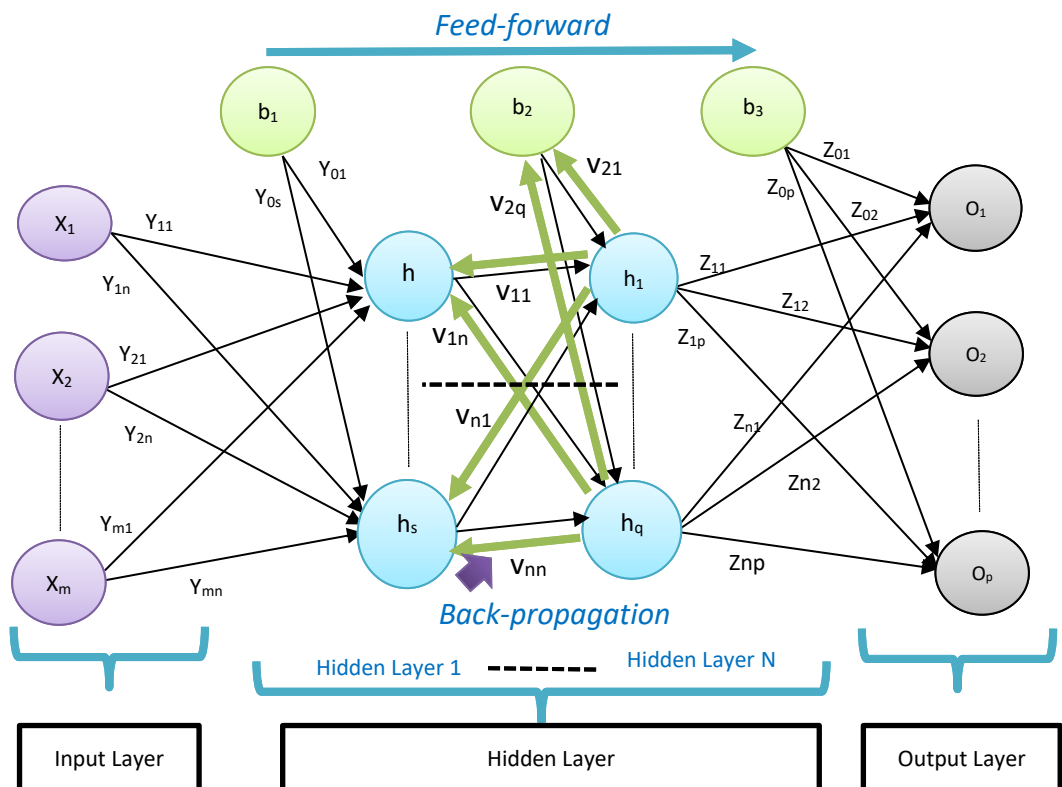 Feed-forward
b₁
b₂
b₃
Y₀₁
Y₀ₛ
V₂₁
V₂q
Z₀₁
Z₀ₚ
Z₀₂
X₁
Y₁₁
Y₁ₙ
h
h₁
V₁₁
V₁ₙ
Z₁₁
Z₁₂
Z₁ₚ
O₁
X₂
Y₂₁
Y₂ₙ
O₂
Vₙ₁
Zₙ₁
Zn2
Yₘ₁
Yₘₙ
hₛ
hq
Vₙₙ
Znp
Xₘ
Oₚ
Back-propagation
Hidden Layer 1
Hidden Layer N
Input Layer
Hidden Layer
Output Layer